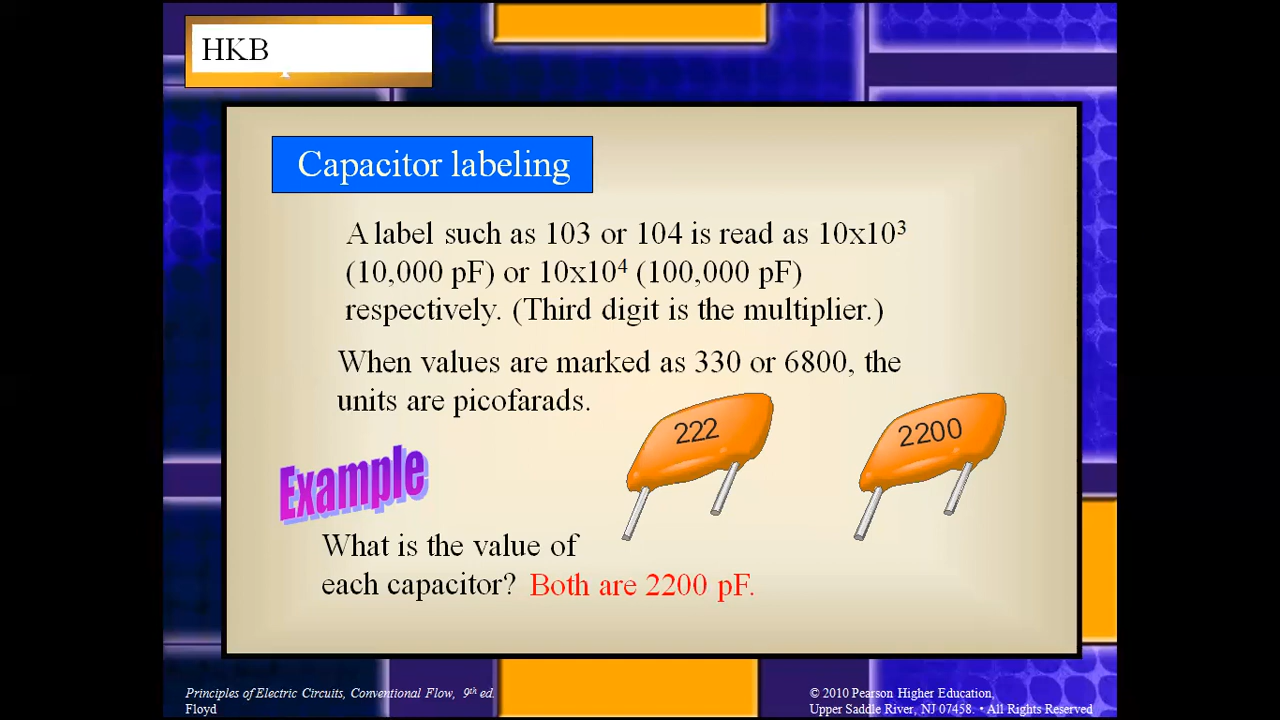 HKB
Capacitor labeling
A label such as 103 or 104 is read as 10x10³
(10,000 pF) or 10x10⁴ (100,000 pF)
respectively. (Third digit is the multiplier.)
When values are marked as 330 or 6800, the
units are picofarads.
222
2200
Example
What is the value of
each capacitor? Both are 2200 pF.
Principles of Electric Circuits, Conventional Flow, 9th ed.
Floyd
© 2010 Pearson Higher Education,
Upper Saddle River, NJ 07458. • All Rights Reserved